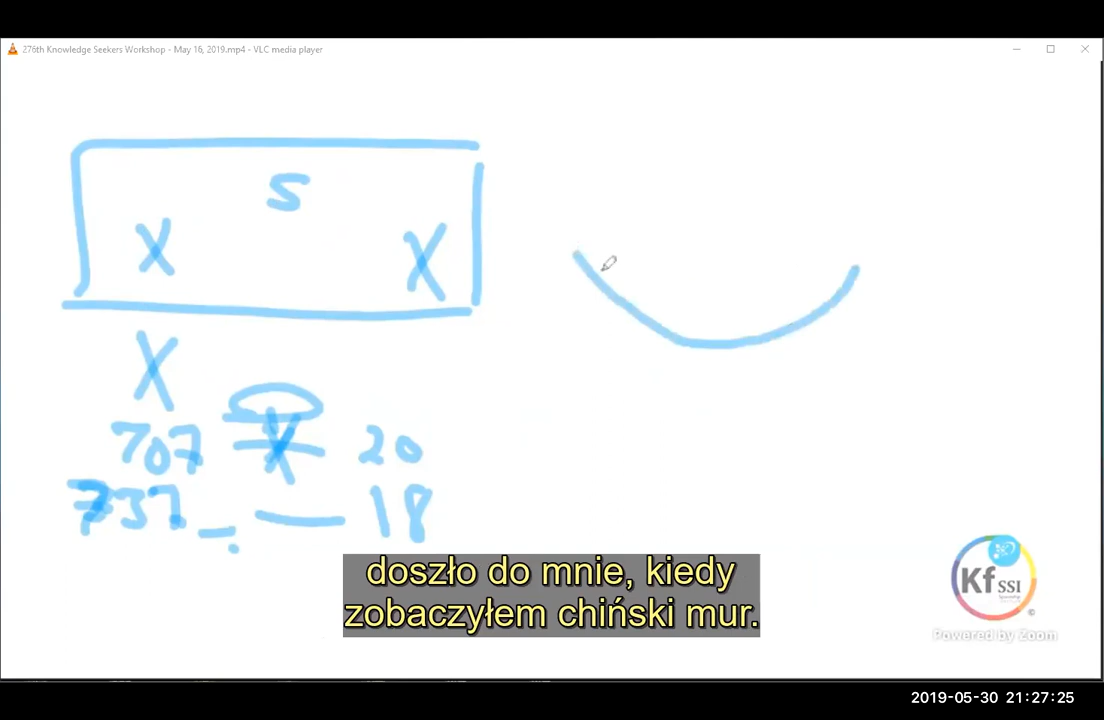 276th Knowledge Seekers Workshop - May 16, 2019.mp4 - VLC media player
S
X X
X
707 X 20
737 18
doszło do mnie, kiedy
zobaczyłem chiński mur.
Kf SSI
©
Powered by Zoom
2019-05-30 21:27:25